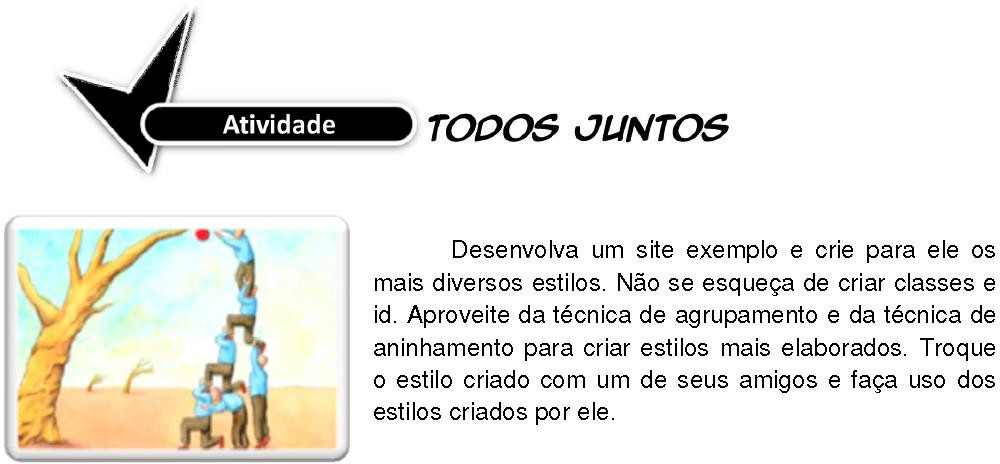 Atividade TODOS JUNTOS
Desenvolva um site exemplo e crie para ele os
mais diversos estilos. Não se esqueça de criar classes e
id. Aproveite da técnica de agrupamento e da técnica de
aninhamento para criar estilos mais elaborados. Troque
o estilo criado com um de seus amigos e faça uso dos
estilos criados por ele.